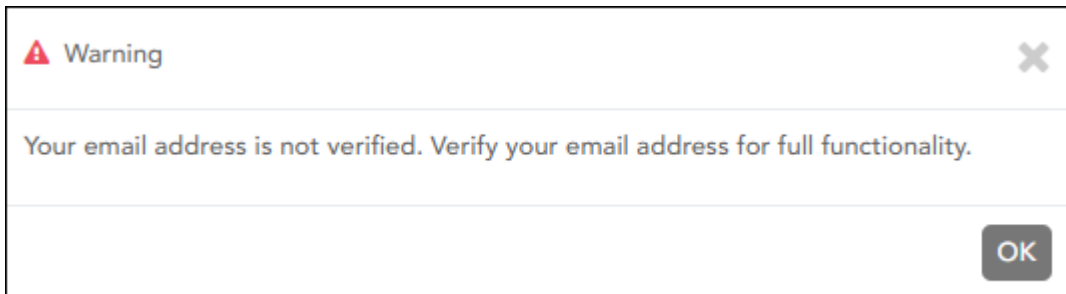 Warning
Your email address is not verified. Verify your email address for full functionality.
OK